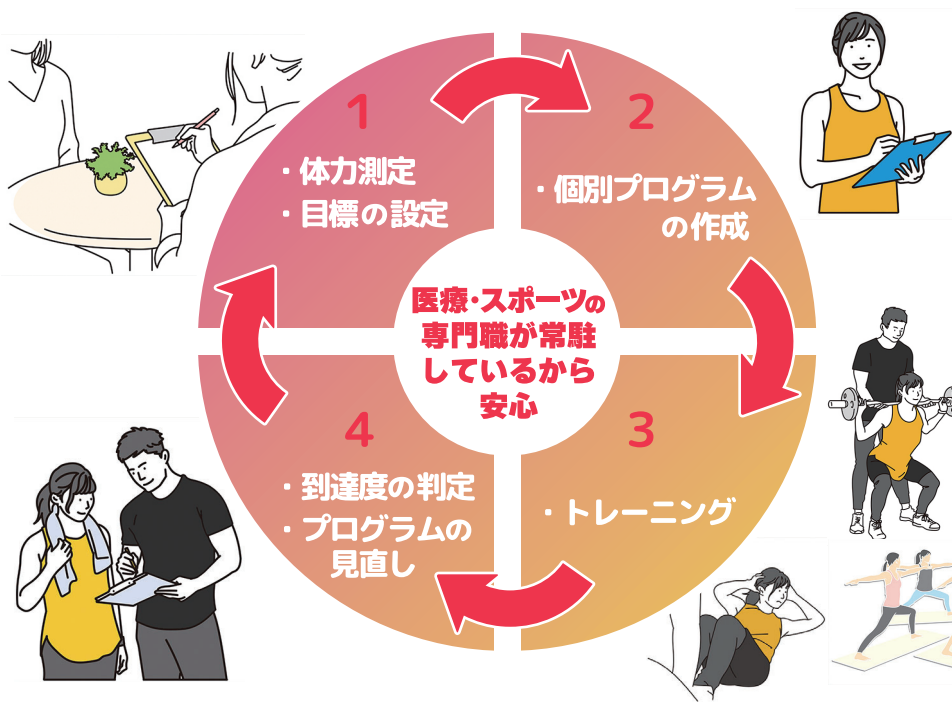 1
・体力測定
・目標の設定
2
・個別プログラム
の作成
医療・スポーツの
専門職が常駐
しているから
安心
3
・トレーニング
4
・到達度の判定
・プログラムの
見直し